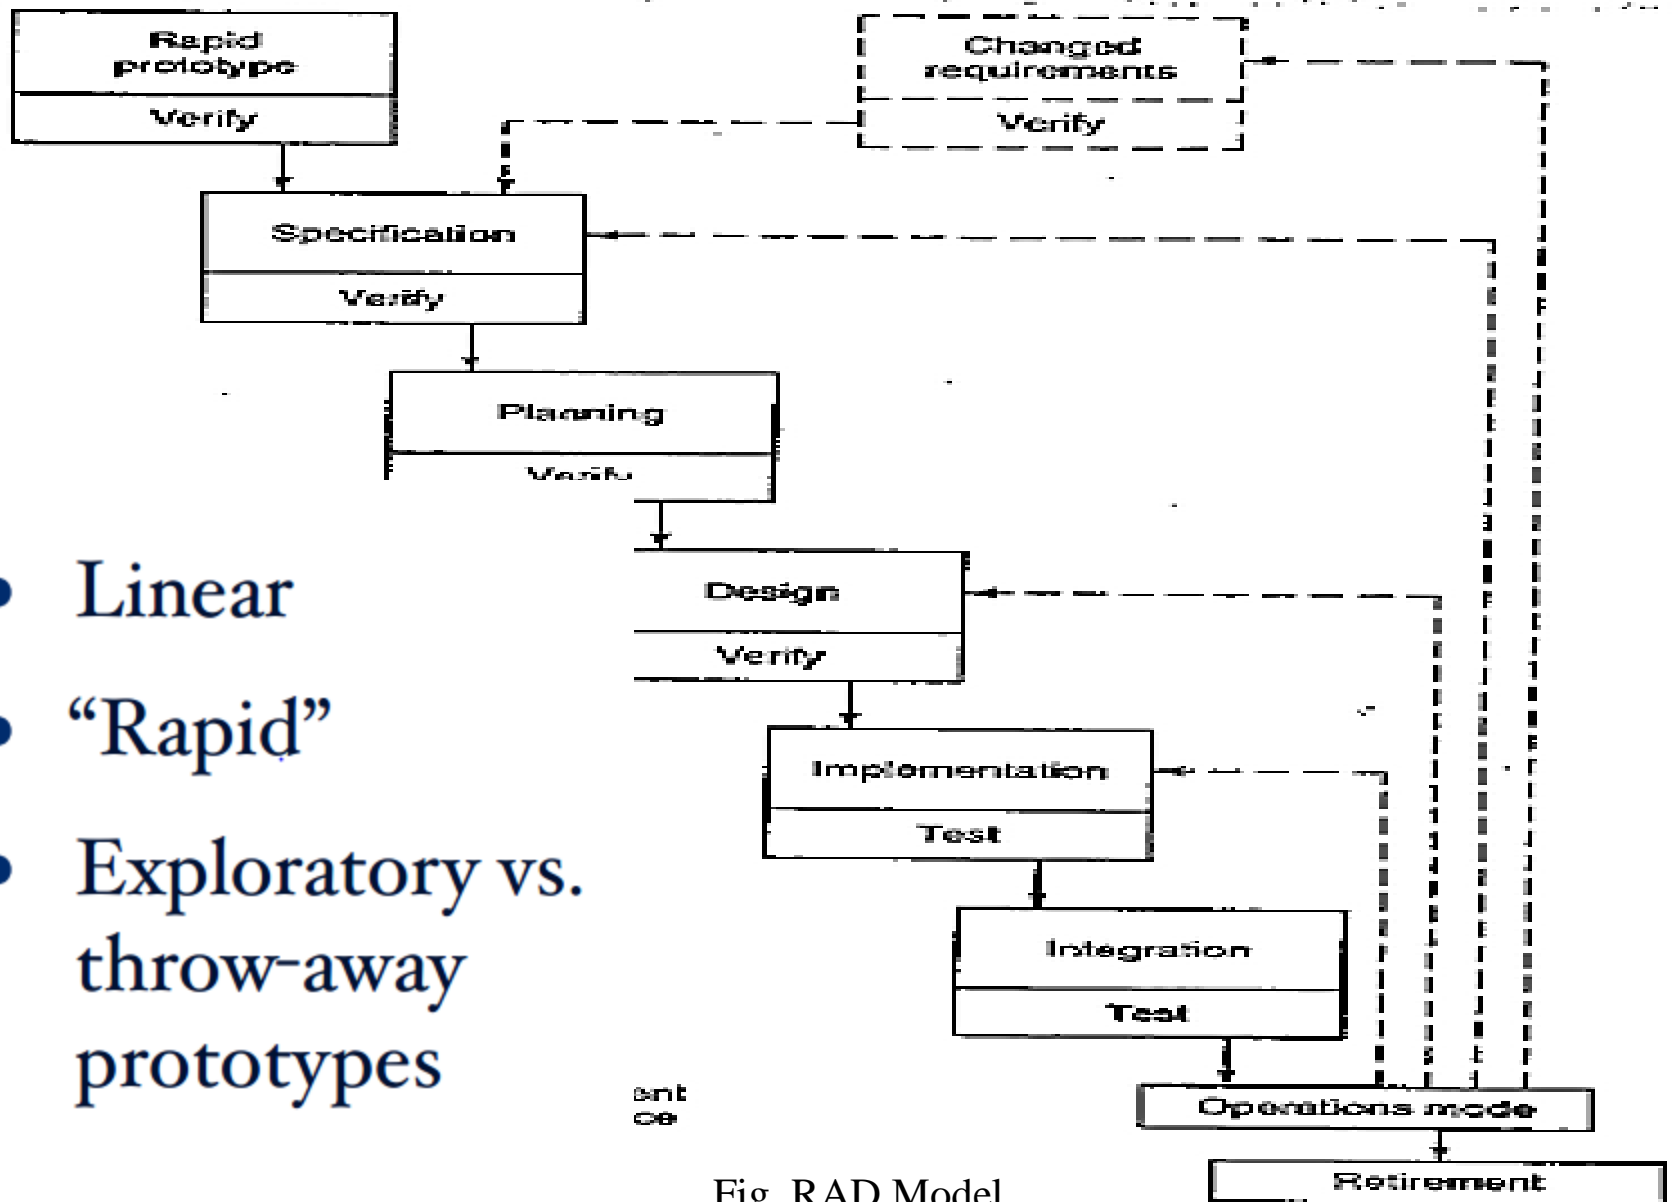 Rapid
prototype
Verify
Changed
requirements
Verify
Specification
Verify
Planning
Verify
• Linear
• “Rapid”
• Exploratory vs.
throw-away
prototypes
Design
Verify
Implementation
Test
Integration
Test
Operations mode
Retirement
Fig. RAD Model